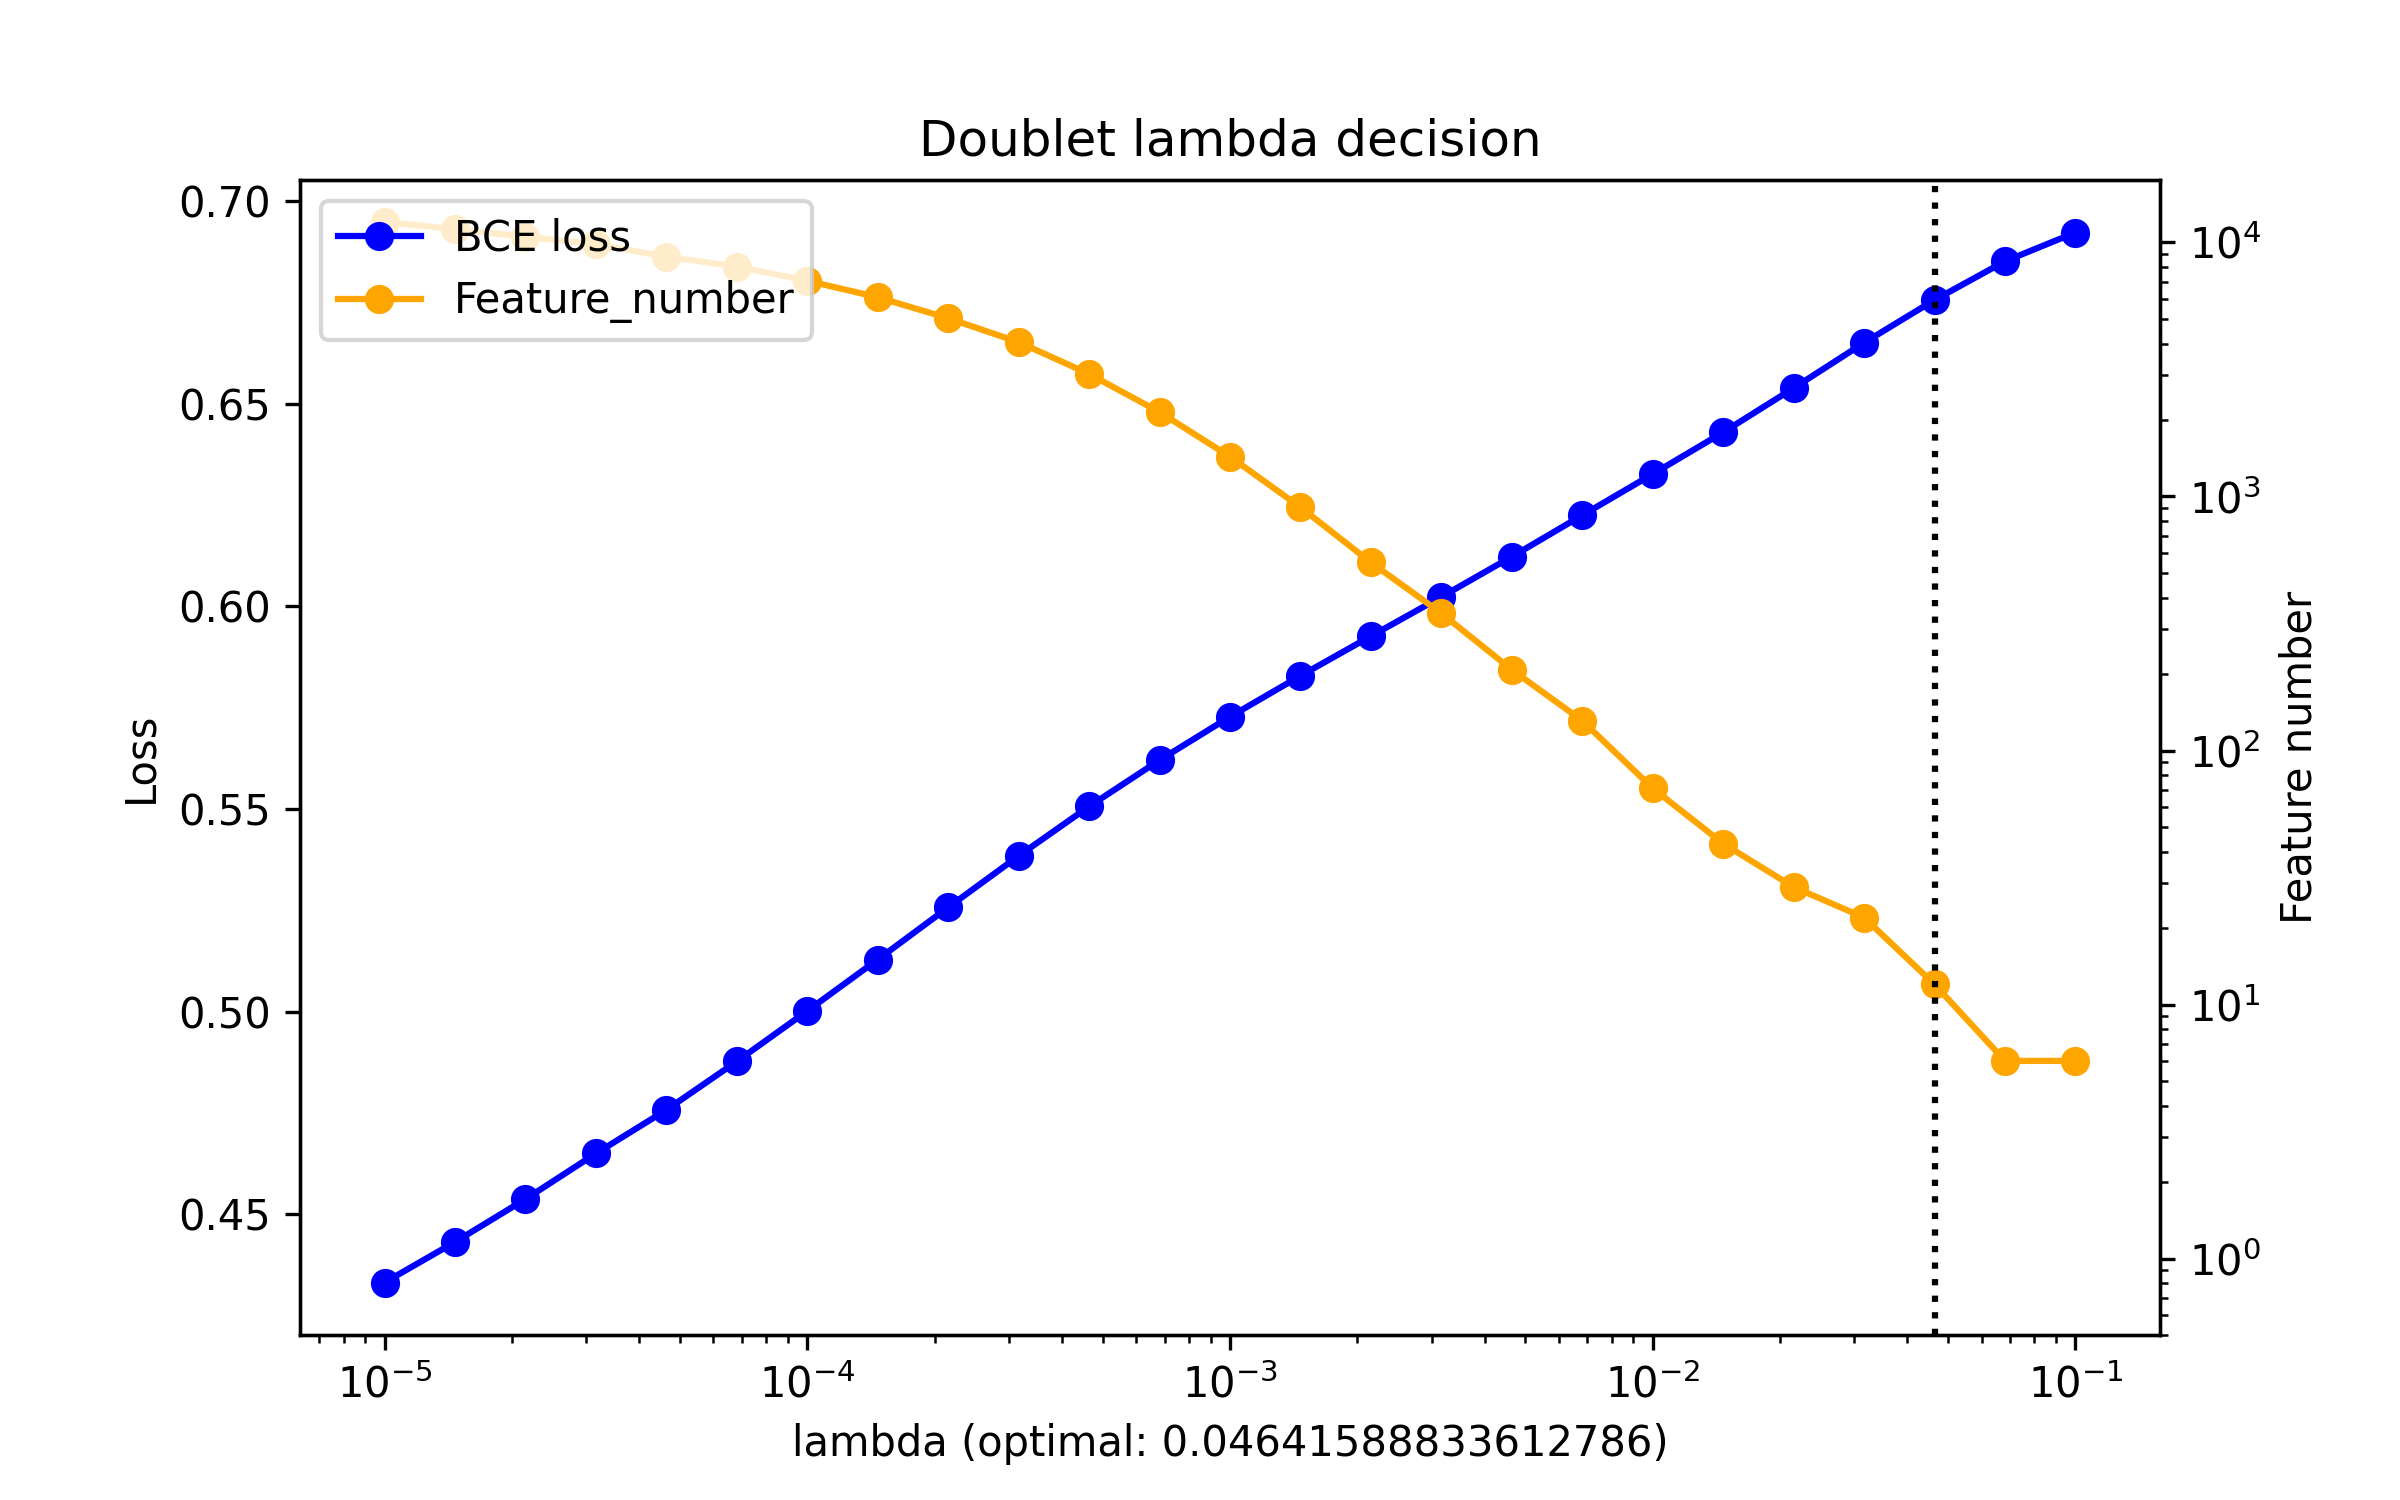 Doublet lambda decision
BCE loss
Feature_number
0.70
0.65
0.60
0.55
0.50
0.45
Loss
10⁴
10³
10²
10¹
10⁰
Feature number
10⁻⁵ 10⁻⁴ 10⁻³ 10⁻² 10⁻¹
lambda (optimal: 0.04641588833612786)